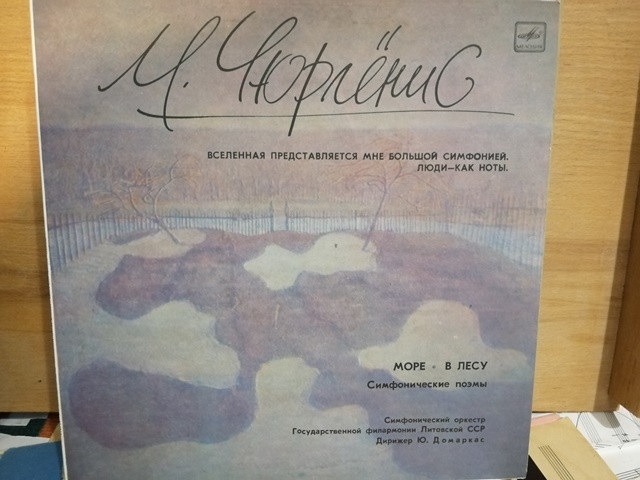 М. Чюрлёнис
МЕЛОДИЯ
ВСЕЛЕННАЯ ПРЕДСТАВЛЯЕТСЯ МНЕ БОЛЬШОЙ СИМФОНИЕЙ.
ЛЮДИ—КАК НОТЫ.
МОРЕ • В ЛЕСУ
Симфонические поэмы
Симфонический оркестр
Государственной филармонии Литовской ССР
Дирижер Ю. Домаркас